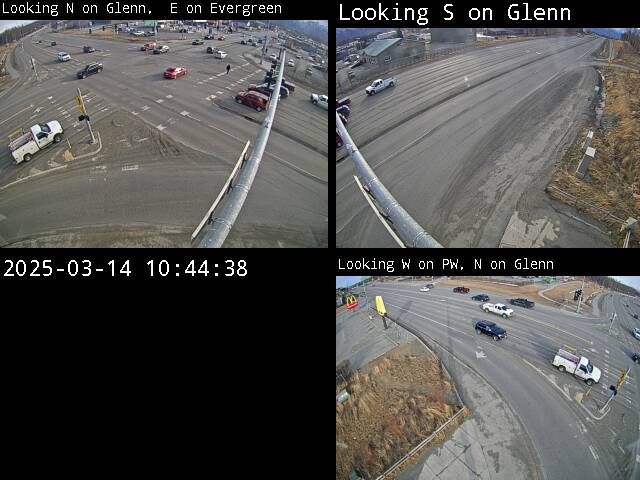 Looking N on Glenn,  E on Evergreen
Looking S on Glenn
2025-03-14 10:44:38
Looking W on PW, N on Glenn